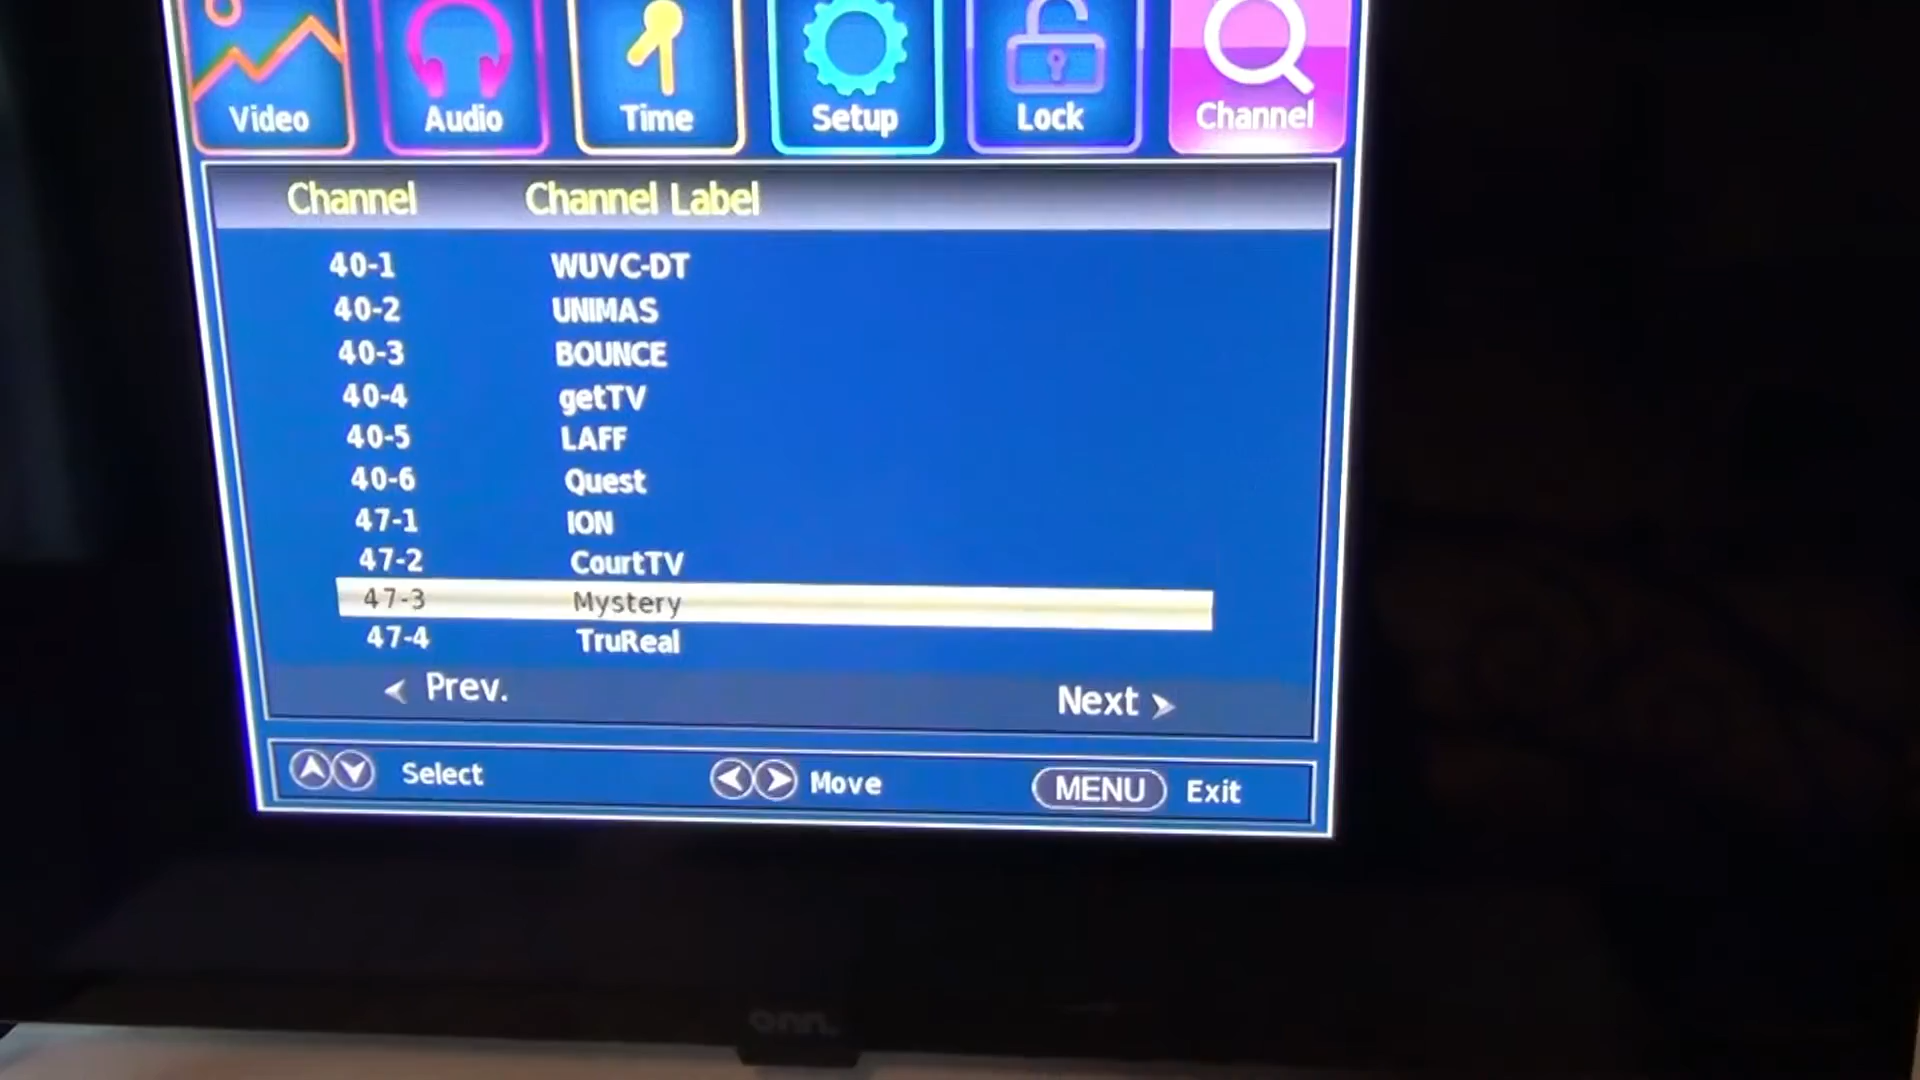 Video Audio Time Setup Lock Channel
Channel Channel Label
40-1 WUVC-DT
40-2 UNIMAS
40-3 BOUNCE
40-4 getTV
40-5 LAFF
40-6 Quest
47-1 ION
47-2 CourtTV
47-3 Mystery
47-4 TruReal
Prev. Next
Select Move MENU Exit
onn.